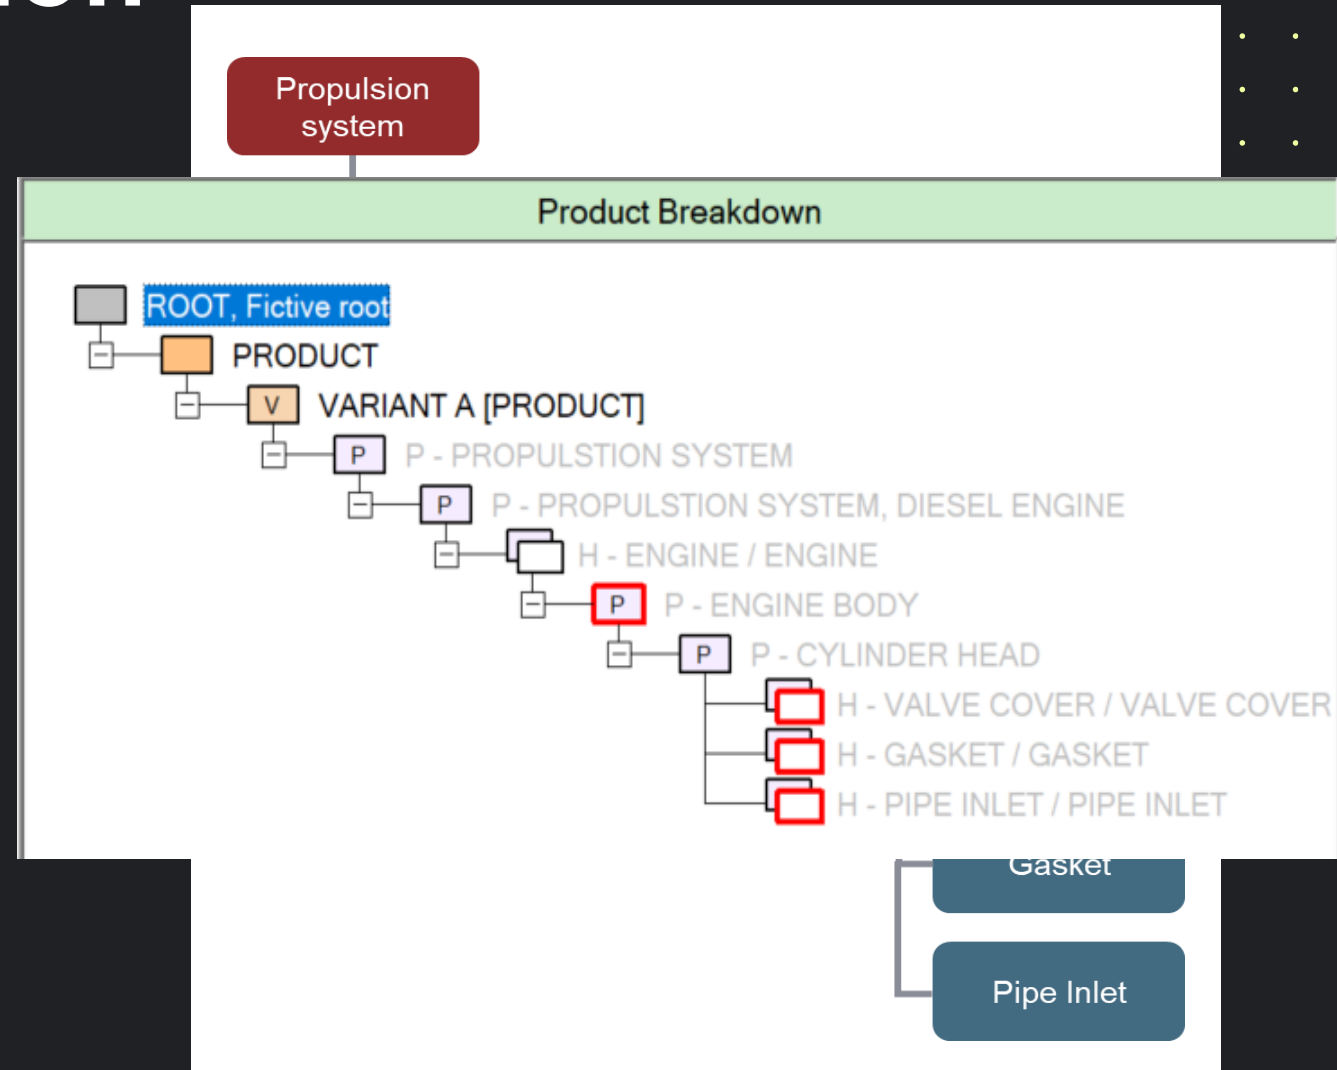 Propulsion
system
Product Breakdown
ROOT, Fictive root
PRODUCT
V VARIANT A [PRODUCT]
P P - PROPULSTION SYSTEM
P P - PROPULSTION SYSTEM, DIESEL ENGINE
H - ENGINE / ENGINE
P P - ENGINE BODY
P P - CYLINDER HEAD
H - VALVE COVER / VALVE COVER
H - GASKET / GASKET
H - PIPE INLET / PIPE INLET
Gasket
Pipe Inlet